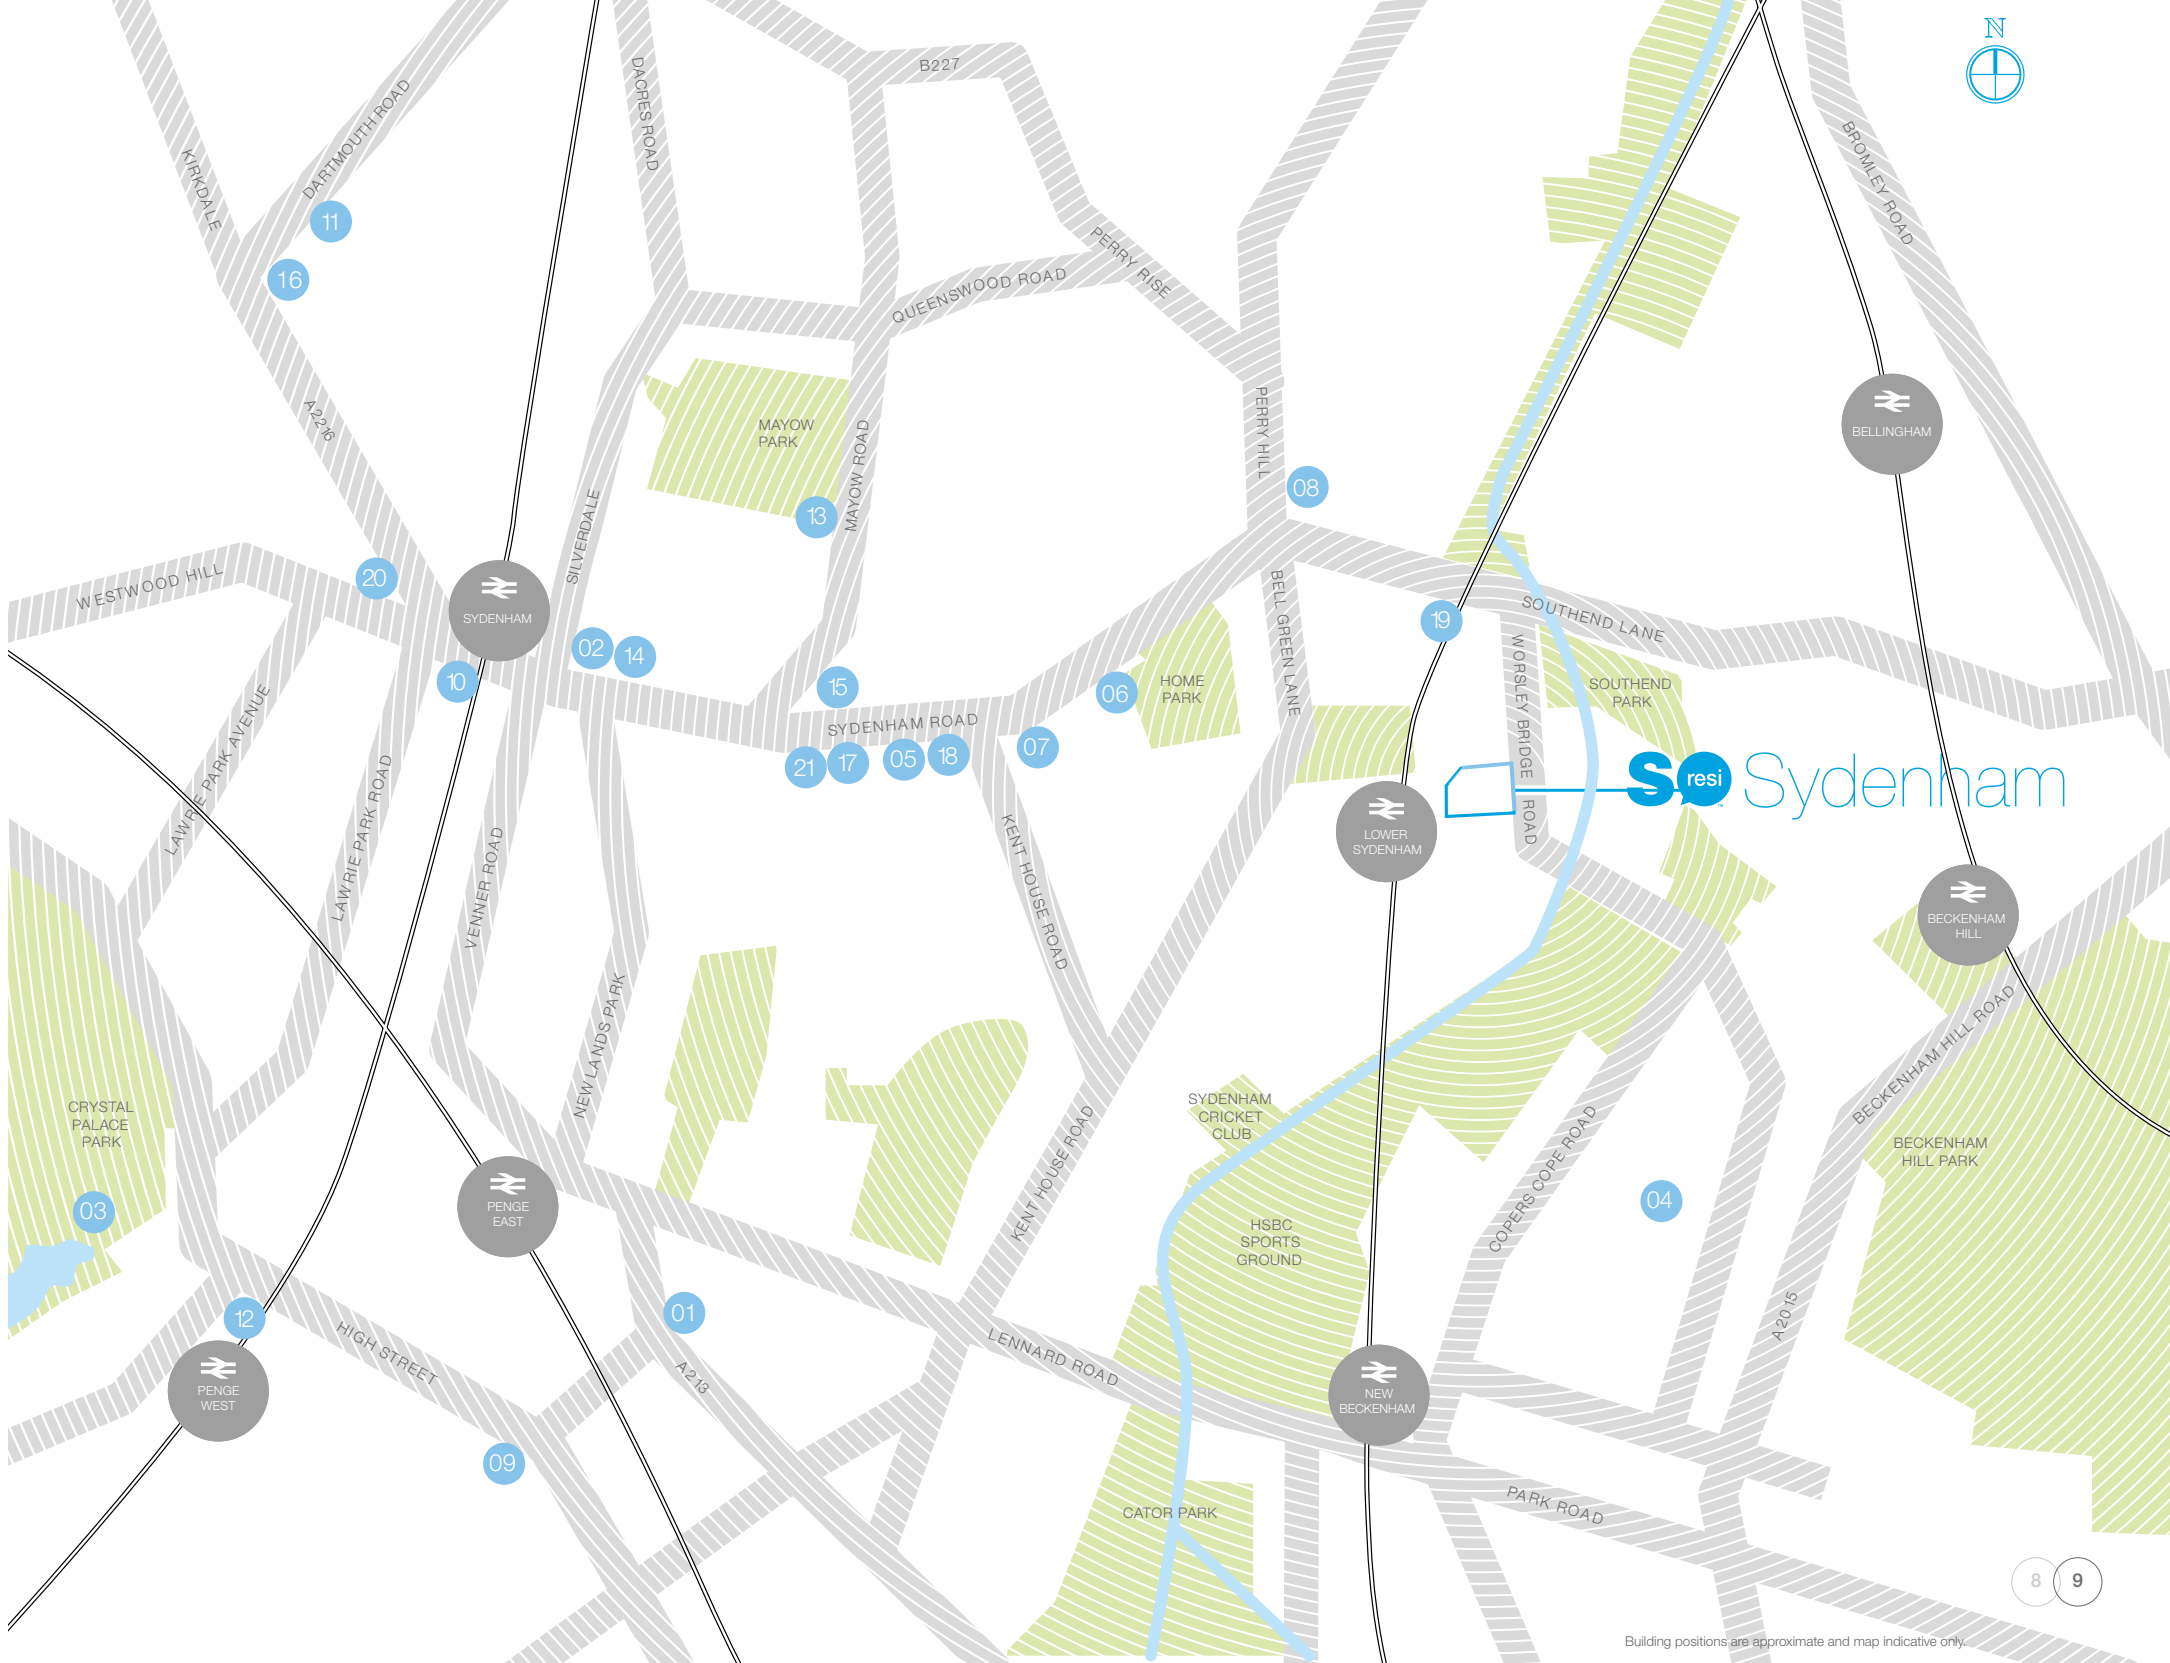 N
B227
DACRES ROAD
DARTMOUTH ROAD
KIRKDALE
BROMLEY ROAD
11
16
PERRY RISE
QUEENSWOOD ROAD
A2216
MAYOW
PARK
MAYOW ROAD
PERRY HILL
BELLINGHAM
08
13
SILVERDALE
WESTWOOD HILL
20
SYDENHAM
BELL GREEN LANE
19
SOUTHEND LANE
02
14
10
15
06
HOME
PARK
WORSLEY BRIDGE ROAD
SOUTHEND
PARK
LAWRIE PARK AVENUE
SYDENHAM ROAD
21
17
05
18
07
S resi Sydenham
™
LAWRIE PARK ROAD
VENNER ROAD
KENT HOUSE ROAD
LOWER
SYDENHAM
BECKENHAM
HILL
NEWLANDS PARK
BECKENHAM HILL ROAD
CRYSTAL
PALACE
PARK
SYDENHAM
CRICKET
CLUB
KENT HOUSE ROAD
COPERS COPE ROAD
BECKENHAM
HILL PARK
03
PENGE
EAST
04
HSBC
SPORTS
GROUND
12
01
A2015
HIGH STREET
LENNARD ROAD
A213
PENGE
WEST
NEW
BECKENHAM
09
CATOR PARK
PARK ROAD
8
9
Building positions are approximate and map indicative only.